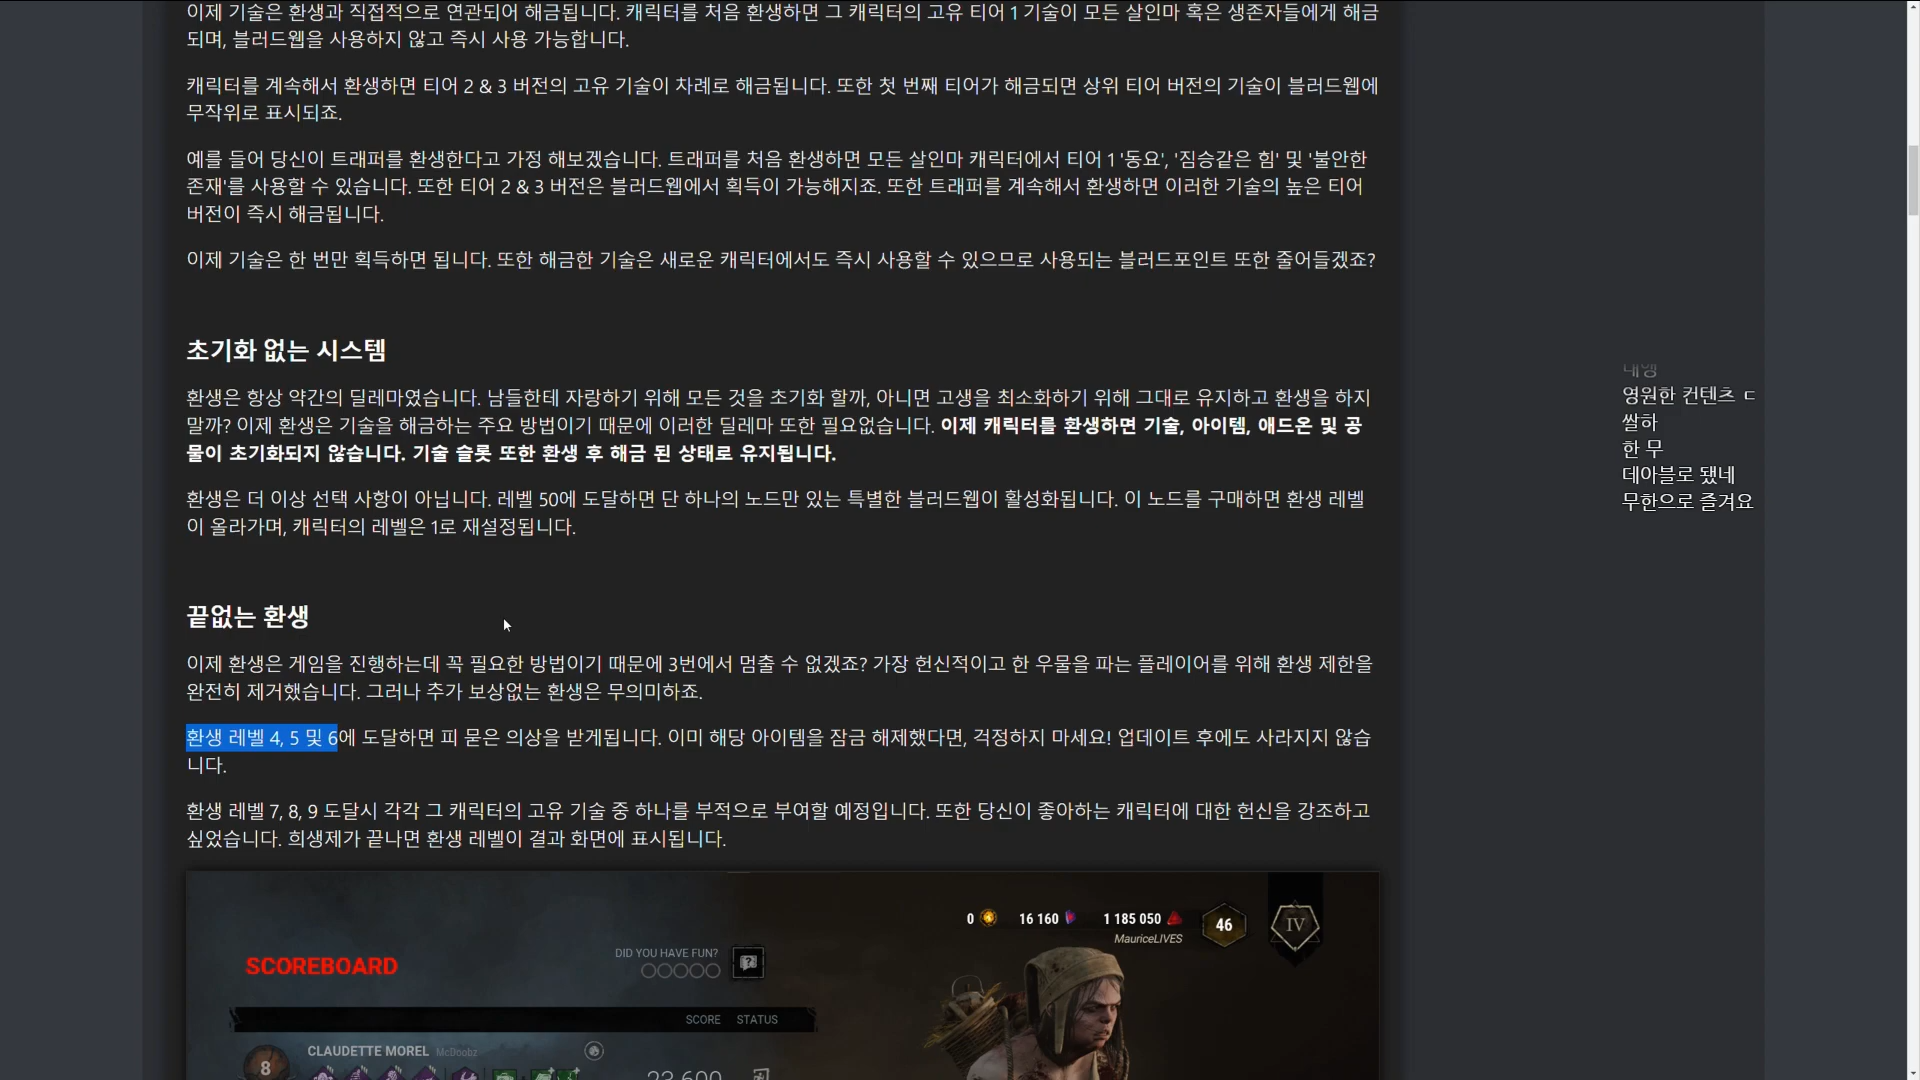 이제 기술은 환생과 직접적으로 연관되어 해금됩니다. 캐릭터를 처음 환생하면 그 캐릭터의 고유 티어 1 기술이 모든 살인마 혹은 생존자들에게 해금
되며, 블러드웹을 사용하지 않고 즉시 사용 가능합니다.
캐릭터를 계속해서 환생하면 티어 2 & 3 버전의 고유 기술이 차례로 해금됩니다. 또한 첫 번째 티어가 해금되면 상위 티어 버전의 기술이 블러드웹에
무작위로 표시되죠.
예를 들어 당신이 트래퍼를 환생한다고 가정 해보겠습니다. 트래퍼를 처음 환생하면 모든 살인마 캐릭터에서 티어 1 '동요', '짐승같은 힘' 및 '불안한
존재'를 사용할 수 있습니다. 또한 티어 2 & 3 버전은 블러드웹에서 획득이 가능해지죠. 또한 트래퍼를 계속해서 환생하면 이러한 기술의 높은 티어
버전이 즉시 해금됩니다.
이제 기술은 한 번만 획득하면 됩니다. 또한 해금한 기술은 새로운 캐릭터에서도 즉시 사용할 수 있으므로 사용되는 블러드포인트 또한 줄어들겠죠?
초기화 없는 시스템
환생은 항상 약간의 딜레마였습니다. 남들한테 자랑하기 위해 모든 것을 초기화 할까, 아니면 고생을 최소화하기 위해 그대로 유지하고 환생을 하지
말까? 이제 환생은 기술을 해금하는 주요 방법이기 때문에 이러한 딜레마 또한 필요없습니다. 이제 캐릭터를 환생하면 기술, 아이템, 애드온 및 공
물이 초기화되지 않습니다. 기술 슬롯 또한 환생 후 해금 된 상태로 유지됩니다.
환생은 더 이상 선택 사항이 아닙니다. 레벨 50에 도달하면 단 하나의 노드만 있는 특별한 블러드웹이 활성화됩니다. 이 노드를 구매하면 환생 레벨
이 올라가며, 캐릭터의 레벨은 1로 재설정됩니다.
영원한 컨텐츠 ㄷ
쌀하
한 무
데아블로 됐네
무한으로 즐겨요
끝없는 환생
이제 환생은 게임을 진행하는데 꼭 필요한 방법이기 때문에 3번에서 멈출 수 없겠죠? 가장 헌신적이고 한 우물을 파는 플레이어를 위해 환생 제한을
완전히 제거했습니다. 그러나 추가 보상없는 환생은 무의미하죠.
환생 레벨 4, 5 및 6에 도달하면 피 묻은 의상을 받게됩니다. 이미 해당 아이템을 잠금 해제했다면, 걱정하지 마세요! 업데이트 후에도 사라지지 않습
니다.
환생 레벨 7, 8, 9 도달시 각각 그 캐릭터의 고유 기술 중 하나를 부적으로 부여할 예정입니다. 또한 당신이 좋아하는 캐릭터에 대한 헌신을 강조하고
싶었습니다. 희생제가 끝나면 환생 레벨이 결과 화면에 표시됩니다.
0 16 160 1 185 050 46 IV
MauriceLIVES
DID YOU HAVE FUN?
SCOREBOARD
SCORE STATUS
CLAUDETTE MOREL McDoobz
8